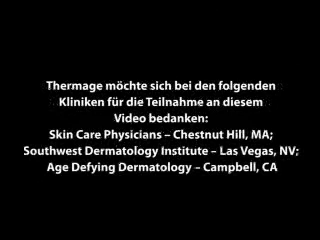 Thermage möchte sich bei den folgenden
Kliniken für die Teilnahme an diesem
Video bedanken:
Skin Care Physicians – Chestnut Hill, MA;
Southwest Dermatology Institute – Las Vegas, NV;
Age Defying Dermatology – Campbell, CA